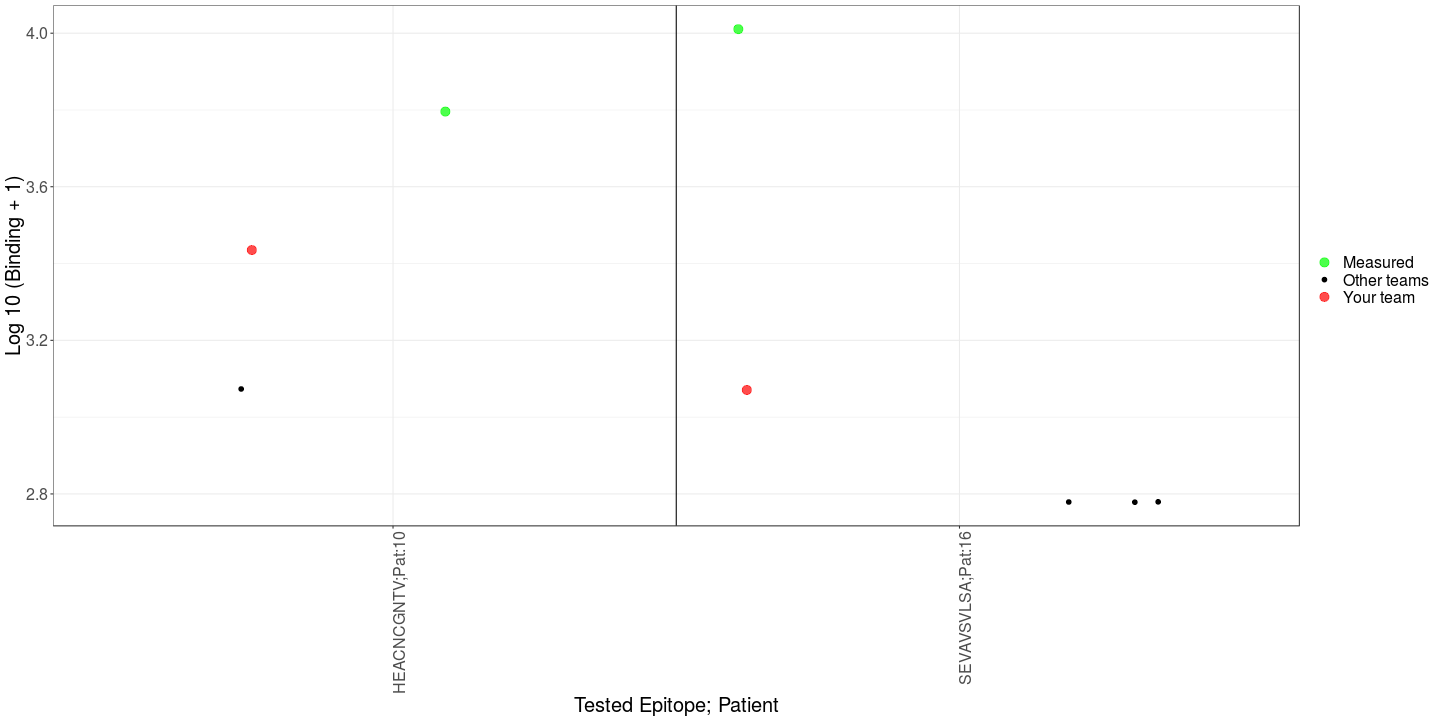 4.0
3.6
3.2
2.8
Log 10 (Binding + 1)
HEACNCGNTV;Pat:10
SEVAVSVLSA;Pat:16
Tested Epitope; Patient
Measured
Other teams
Your team